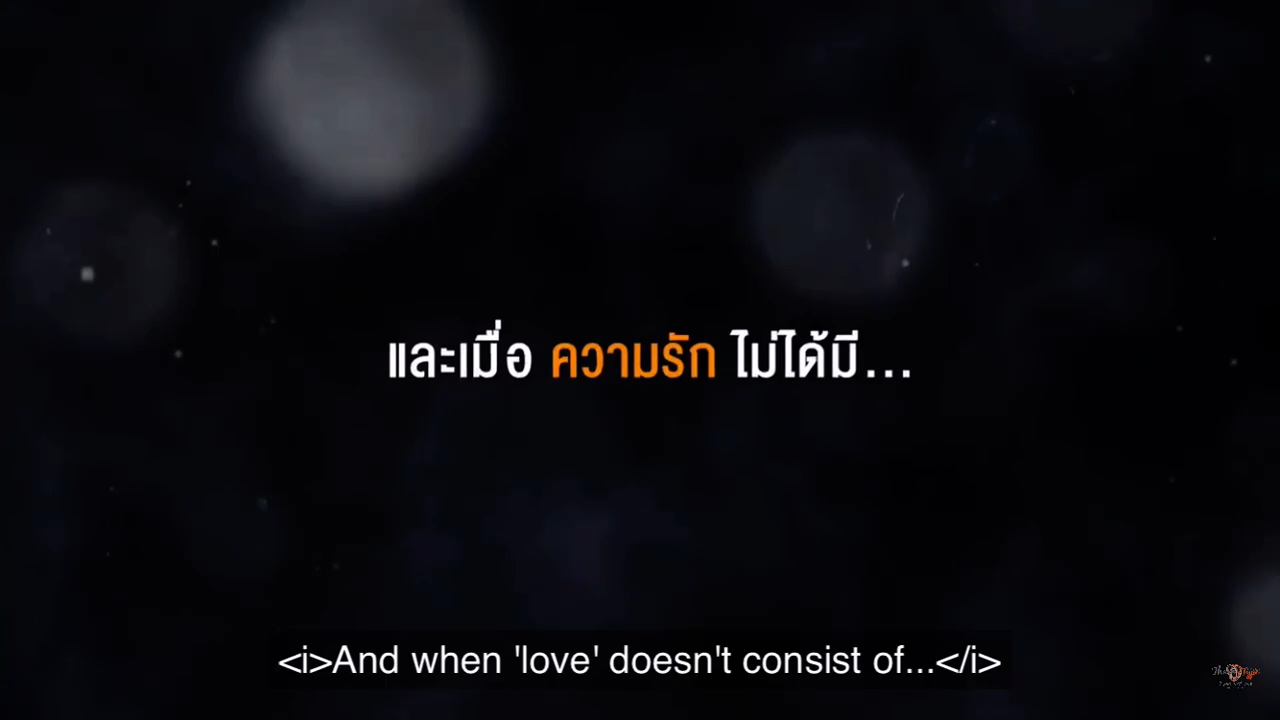 และเมื่อ ความรัก ไม่ได้มี...
<i>And when 'love' doesn't consist of...</i>